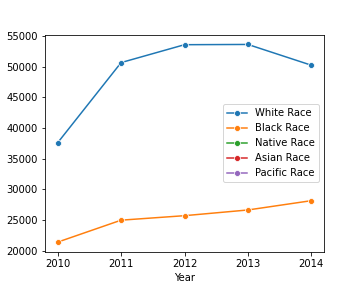 55000
50000
45000
40000
35000
30000
25000
20000
White Race
Black Race
Native Race
Asian Race
Pacific Race
2010 2011 2012 2013 2014
Year